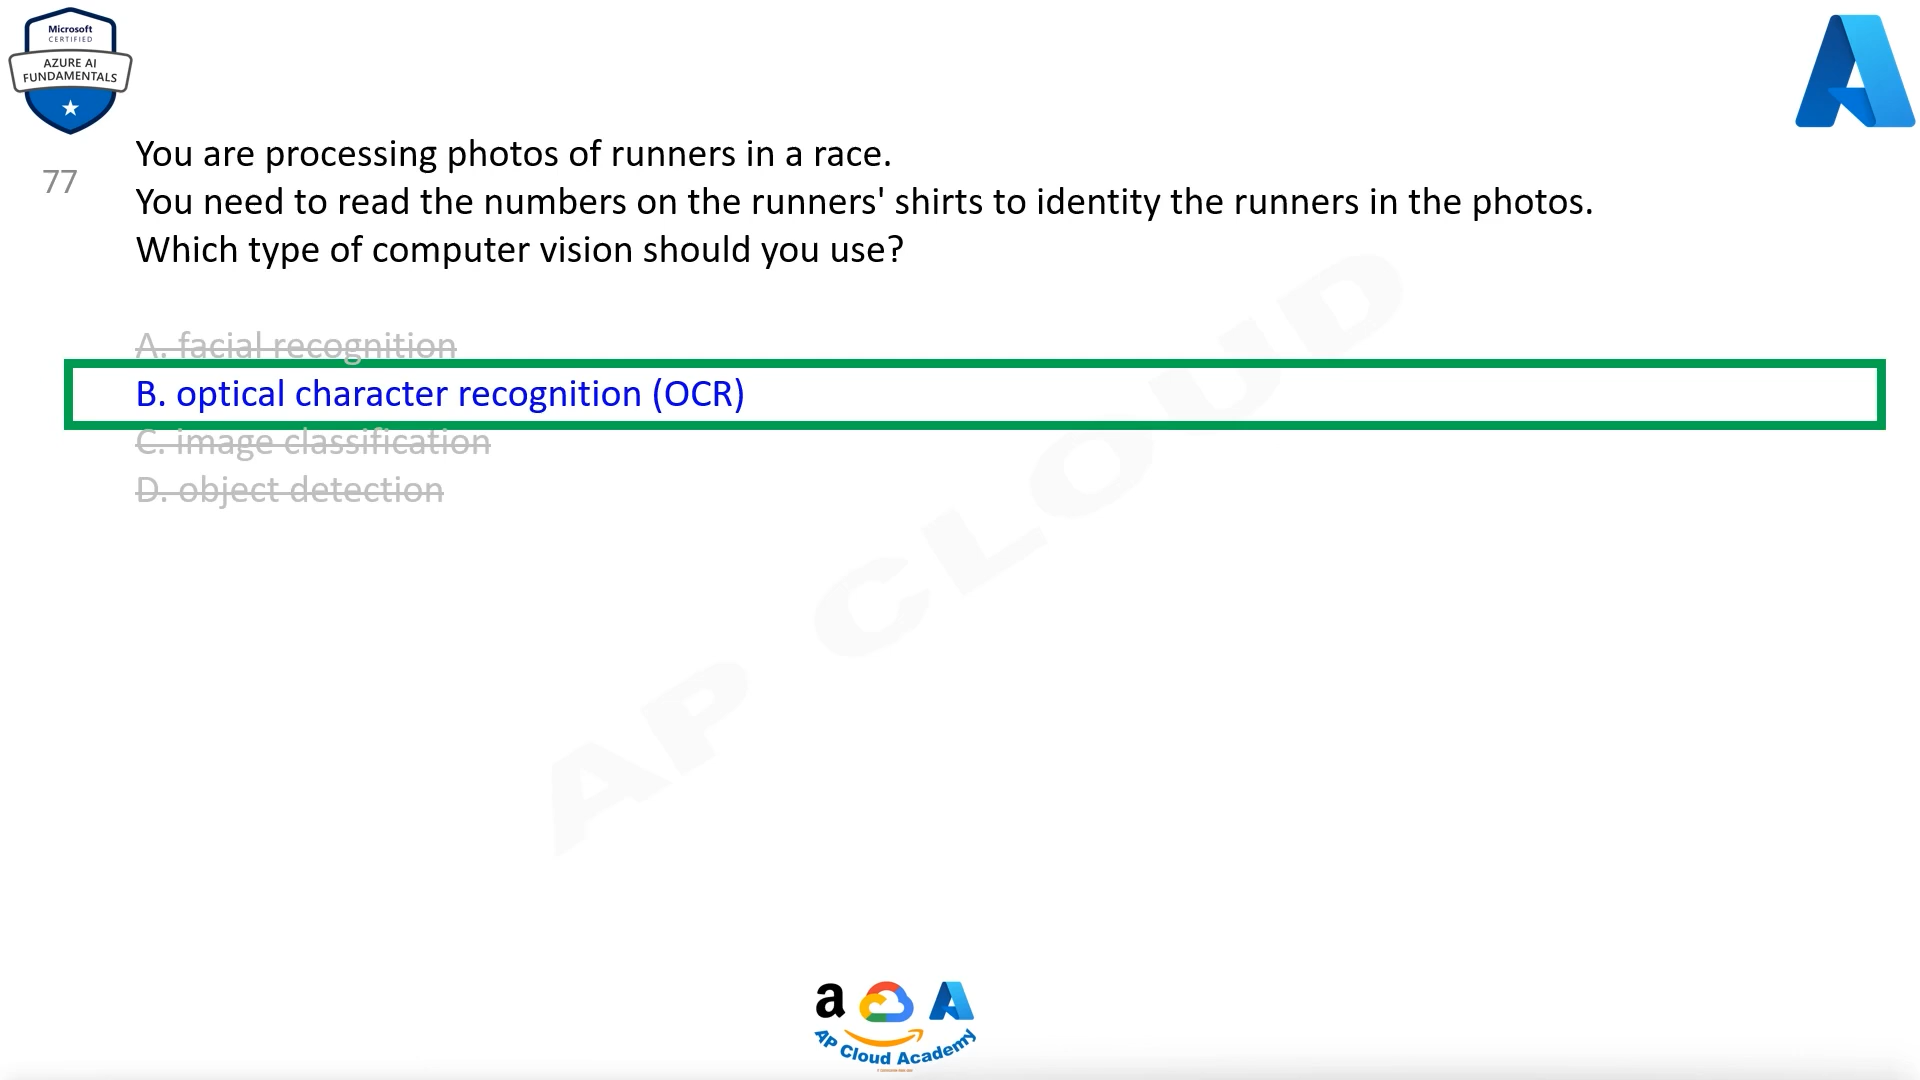 Microsoft
CERTIFIED
AZURE AI
FUNDAMENTALS
77
You are processing photos of runners in a race.
You need to read the numbers on the runners' shirts to identity the runners in the photos.
Which type of computer vision should you use?
A. facial recognition
B. optical character recognition (OCR)
C. image classification
D. object detection
AP CLOUD
a
AP Cloud Academy